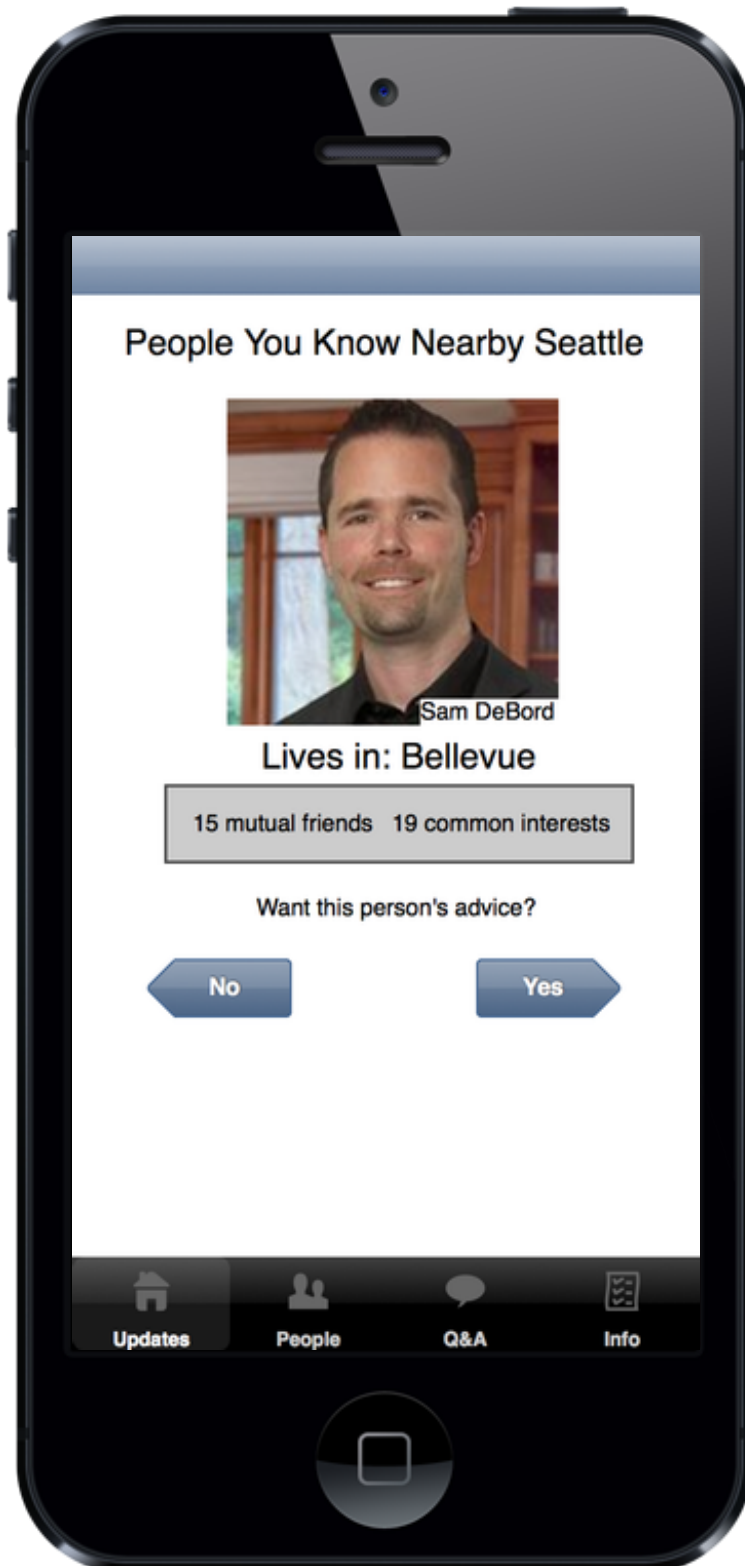 People You Know Nearby Seattle
Sam DeBord
Lives in: Bellevue
15 mutual friends 19 common interests
Want this person's advice?
No Yes
Updates People Q&A Info